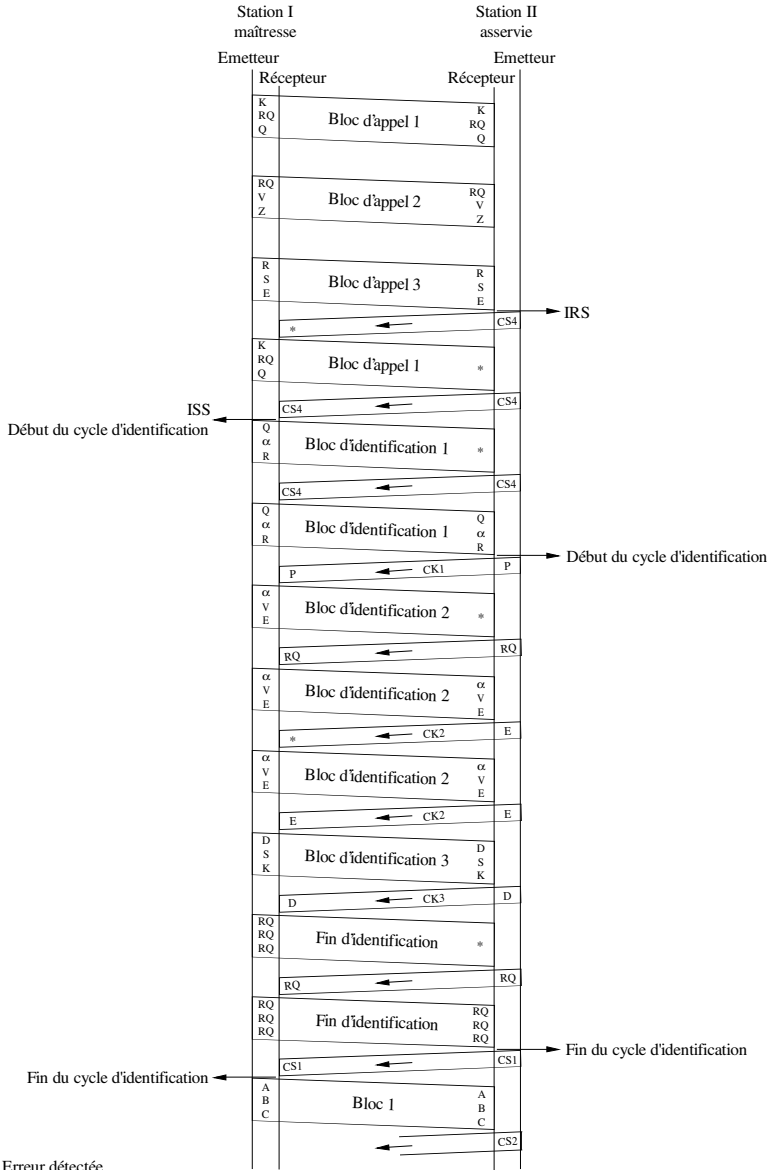 Station I
maîtresse
Station II
asservie
Emetteur
Emetteur
Récepteur
Récepteur
K
RQ
Q
Bloc d'appel 1
K
RQ
Q
RQ
V
Z
Bloc d'appel 2
RQ
V
Z
R
S
E
Bloc d'appel 3
R
S
E
IRS
*
CS4
K
RQ
Q
Bloc d'appel 1
*
ISS
CS4
CS4
Début du cycle d'identification
Q
α
R
Bloc d'identification 1
*
CS4
CS4
Q
α
R
Bloc d'identification 1
Q
α
R
Début du cycle d'identification
P
CK1
P
α
V
E
Bloc d'identification 2
*
RQ
RQ
α
V
E
Bloc d'identification 2
α
V
E
*
CK2
E
α
V
E
Bloc d'identification 2
α
V
E
E
CK2
E
D
S
K
Bloc d'identification 3
D
S
K
D
CK3
D
RQ
RQ
RQ
Fin d'identification
*
RQ
RQ
RQ
RQ
RQ
Fin d'identification
RQ
RQ
RQ
Fin du cycle d'identification
CS1
CS1
Fin du cycle d'identification
A
B
C
Bloc 1
A
B
C
CS2
Erreur détectée